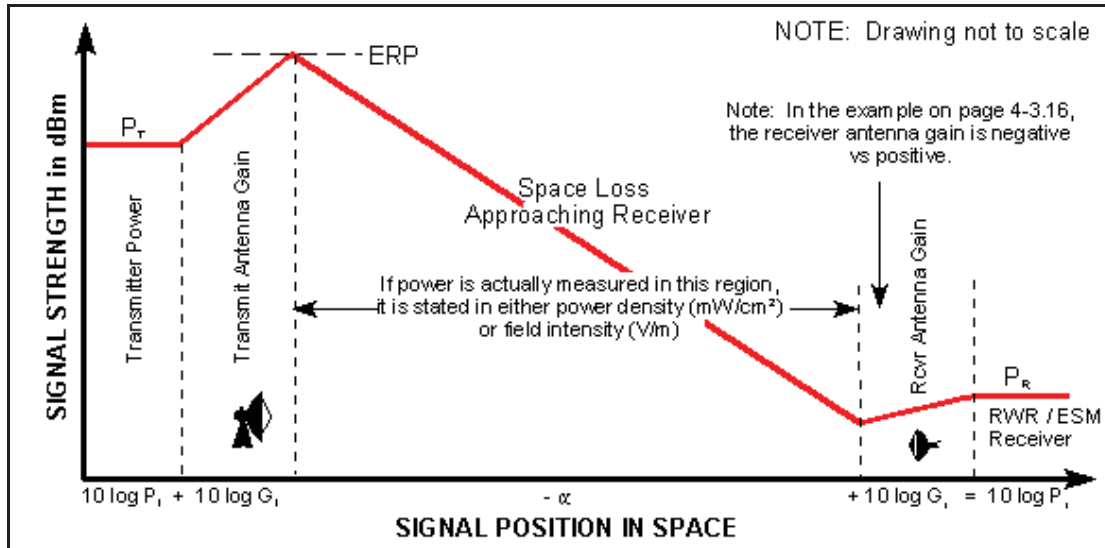 NOTE: Drawing not to scale
ERP
P_T
Note: In the example on page 4-3.16,
the receiver antenna gain is negative
vs positive.
SIGNAL STRENGTH in dBm
Transmitter Power
Transmit Antenna Gain
Space Loss
Approaching Receiver
If power is actually measured in this region,
it is stated in either power density (mW/cm²)
or field intensity (V/m)
Rcvr Antenna Gain
P_R
RWR / ESM
Receiver
10 log P_t + 10 log G_t - α + 10 log G_r = 10 log P_r
SIGNAL POSITION IN SPACE